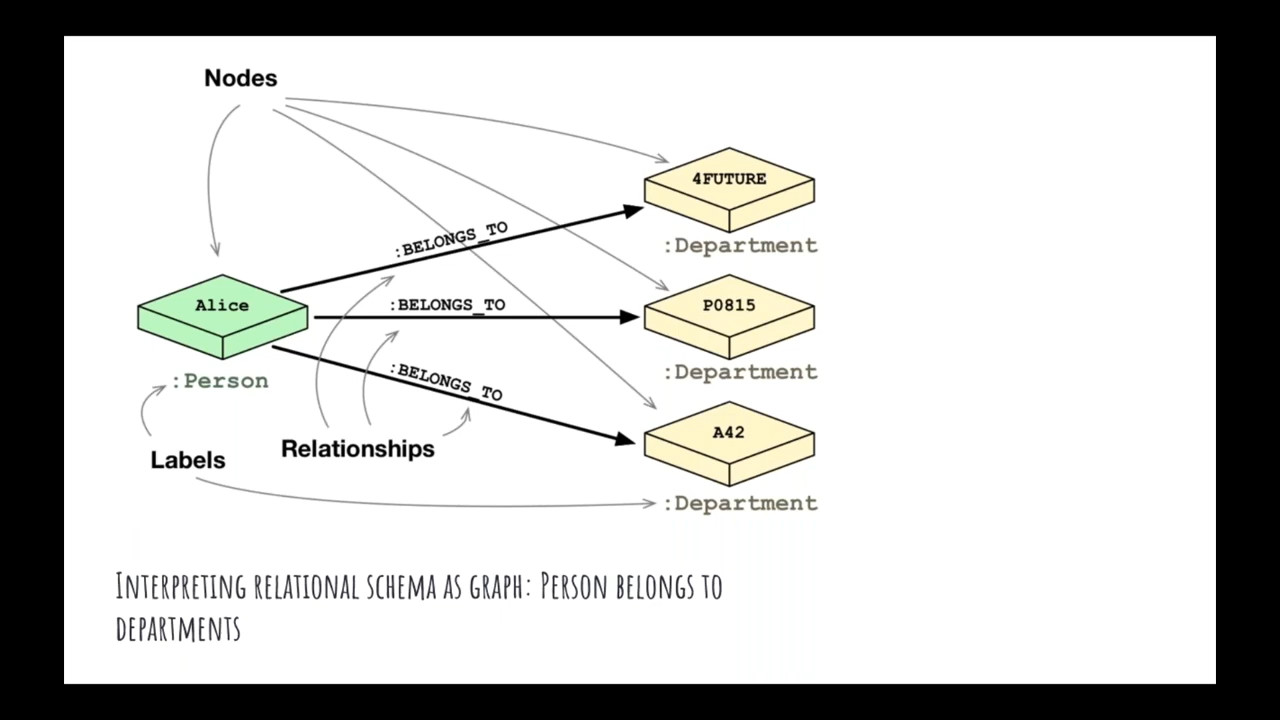 Nodes
4FUTURE
:BELONGS_TO
:Department
Alice
:BELONGS_TO
P0815
:Department
:Person
:BELONGS_TO
A42
Relationships
Labels
:Department
Interpreting relational schema as graph: Person belongs to
departments